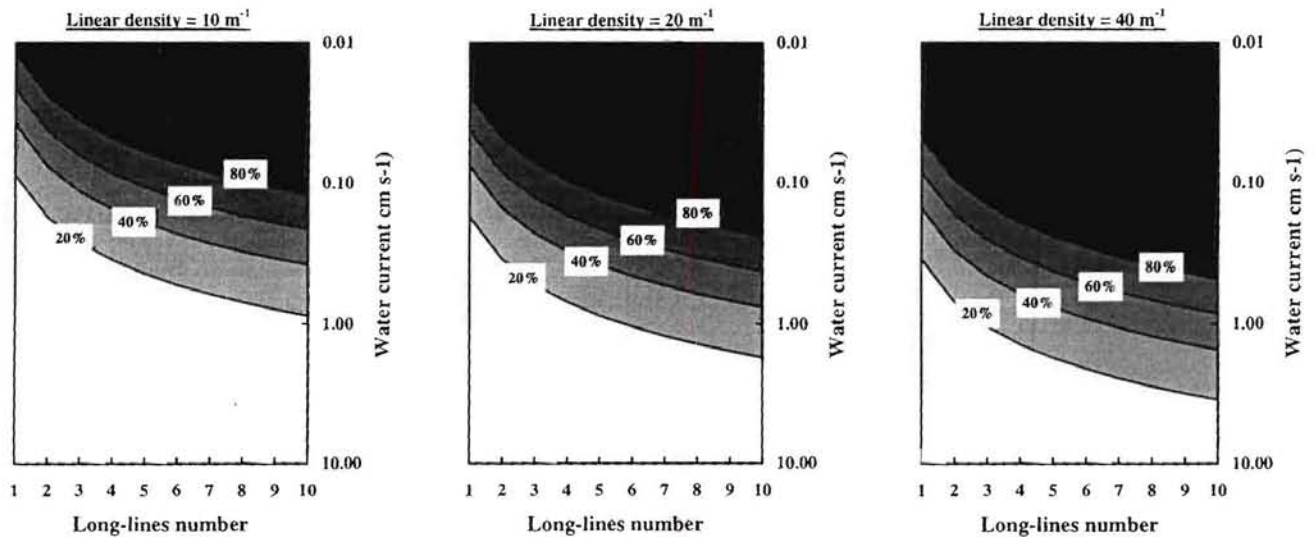 Linear density = 10 m⁻¹
0.01
0.10
1.00
10.00
Water current cm s-1)
80%
60%
40%
20%
1 2 3 4 5 6 7 8 9 10
Long-lines number
Linear density = 20 m⁻¹
0.01
0.10
1.00
10.00
Water current cm s-1)
80%
60%
40%
20%
1 2 3 4 5 6 7 8 9 10
Long-lines number
Linear density = 40 m⁻¹
0.01
0.10
1.00
10.00
Water current cm s-1)
80%
60%
40%
20%
1 2 3 4 5 6 7 8 9 10
Long-lines number